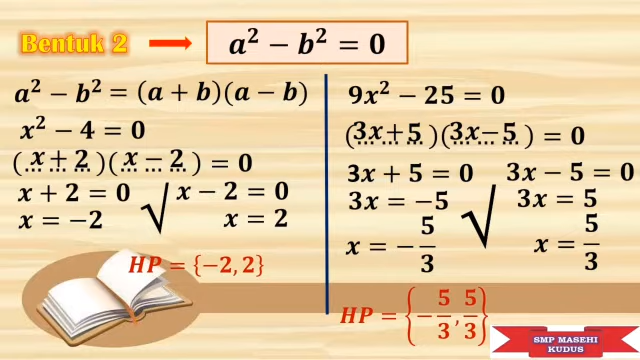 Bentuk 2
a² − b² = 0
a² − b² = (a + b)(a − b)
x² − 4 = 0
(x + 2)(x − 2) = 0
x + 2 = 0 √ x − 2 = 0
x = −2 x = 2
HP = {−2, 2}
9x² − 25 = 0
(3x+5)(3x−5) = 0
3x + 5 = 0 3x − 5 = 0
3x = −5 √ 3x = 5
x = −5/3 x = 5/3
HP = {−5/3, 5/3}
SMP MASEHI
KUDUS